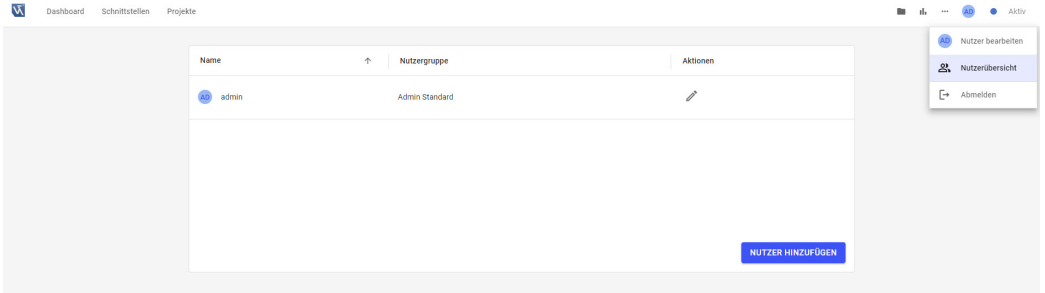 Dashboard Schnittstellen Projekte AD Aktiv
AD Nutzer bearbeiten
Nutzerübersicht
Abmelden
Name Nutzergruppe Aktionen
AD admin Admin Standard
NUTZER HINZUFÜGEN